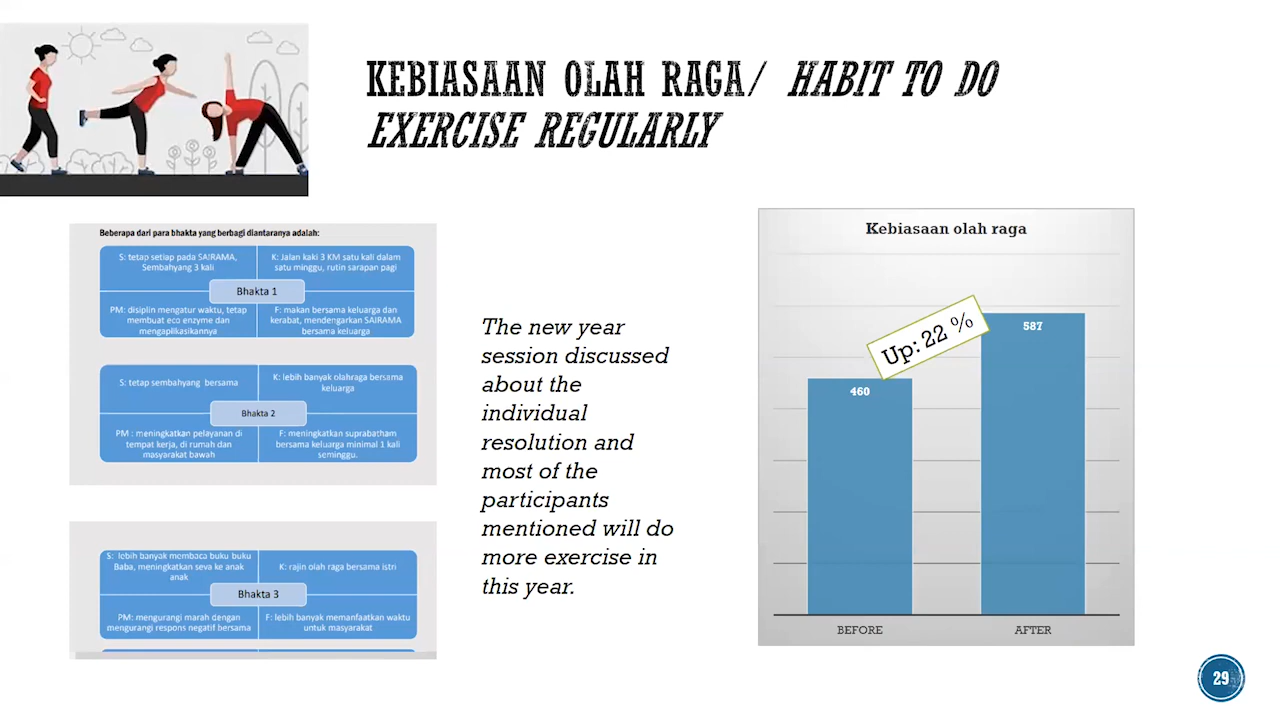 KEBIASAAN OLAH RAGA/ HABIT TO DO
EXERCISE REGULARLY
Beberapa dari para bhakta yang berbagi diantaranya adalah:
S: tetap setiap pada SAIRAMA,
Sembahyang 3 kali
K: Jalan kaki 3 KM satu kali dalam
satu minggu, rutin sarapan pagi
Bhakta 1
PM: disiplin mengatur waktu, tetap
membuat eco enzyme dan
mengaplikasikannya
F: makan bersama keluarga dan
kerabat, mendengarkan SAIRAMA
bersama keluarga
S: tetap sembahyang bersama
K: lebih banyak olahraga bersama
keluarga
Bhakta 2
PM : meningkatkan pelayanan di
tempat kerja, di rumah dan
masyarakat bawah
F: meningkatkan suprabatham
bersama keluarga minimal 1 kali
seminggu.
S: lebih banyak membaca buku buku
Baba, meningkatkan seva ke anak
anak
K: rajin olah raga bersama istri
Bhakta 3
PM: mengurangi marah dengan
mengurangi respons negatif bersama
F: lebih banyak memanfaatkan waktu
untuk masyarakat
The new year
session discussed
about the
individual
resolution and
most of the
participants
mentioned will do
more exercise in
this year.
Kebiasaan olah raga
Up: 22 %
460
587
BEFORE
AFTER
29